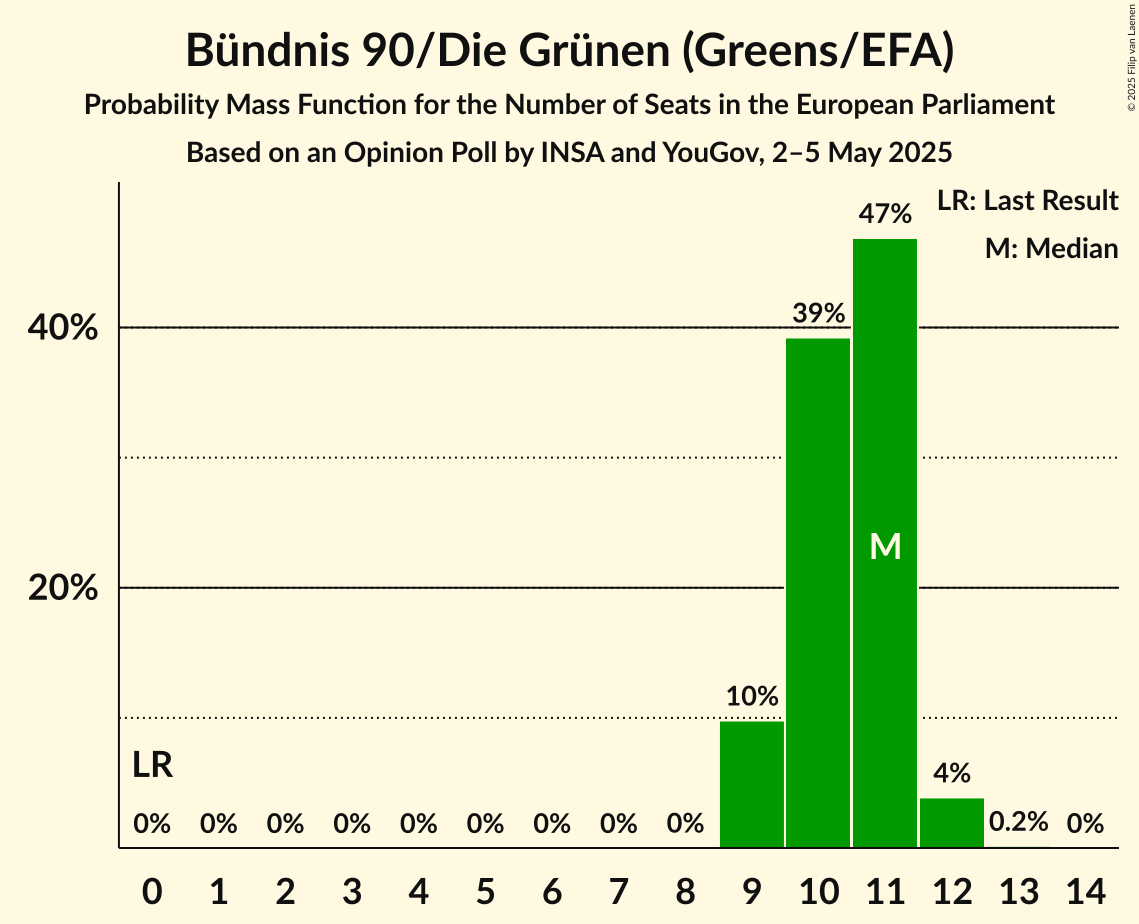 Bündnis 90/Die Grünen (Greens/EFA)
Probability Mass Function for the Number of Seats in the European Parliament
Based on an Opinion Poll by INSA and YouGov, 2–5 May 2025
© 2025 Filip van Laenen
LR: Last Result
M: Median
47%
39%
40%
M
20%
10%
LR
4%
0% 0% 0% 0% 0% 0% 0% 0% 0% 0.2% 0%
0 1 2 3 4 5 6 7 8 9 10 11 12 13 14